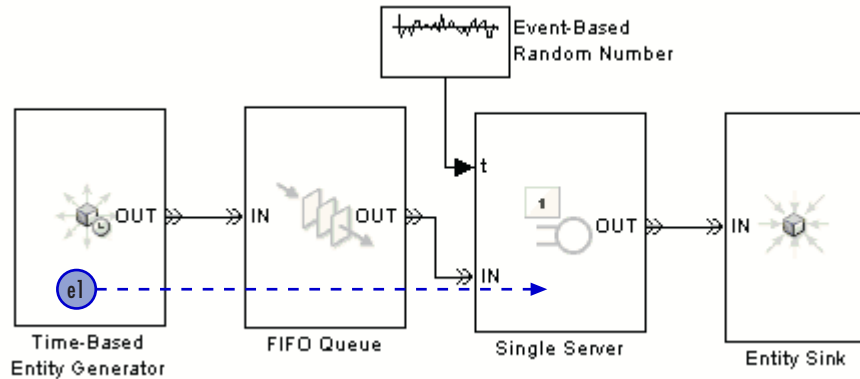 Event-Based
Random Number
t
1
OUT
IN
OUT
OUT
IN
IN
e1
Time-Based
Entity Generator
FIFO Queue
Single Server
Entity Sink